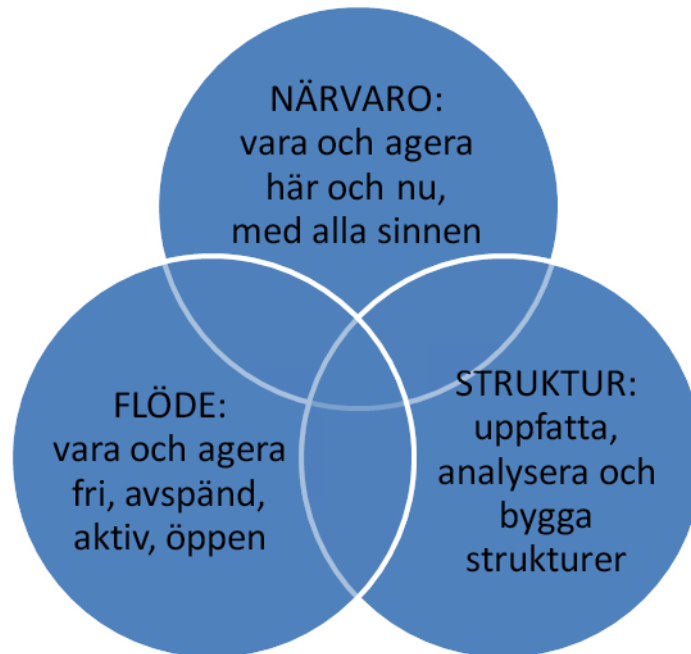 NÄRVARO:
vara och agera
här och nu,
med alla sinnen
FLÖDE:
vara och agera
fri, avspänd,
aktiv, öppen
STRUKTUR:
uppfatta,
analysera och
bygga
strukturer